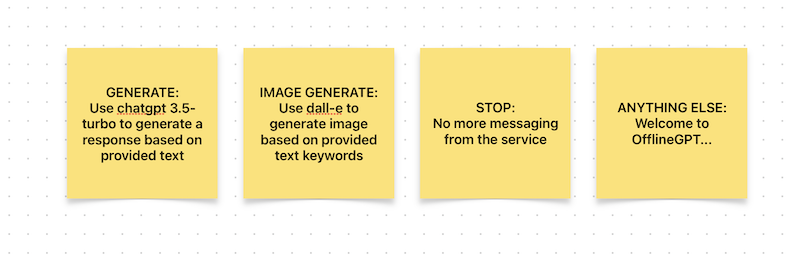 GENERATE:
Use chatgpt 3.5-
turbo to generate a
response based on
provided text
IMAGE GENERATE:
Use dall-e to
generate image
based on provided
text keywords
STOP:
No more messaging
from the service
ANYTHING ELSE:
Welcome to
OfflineGPT...